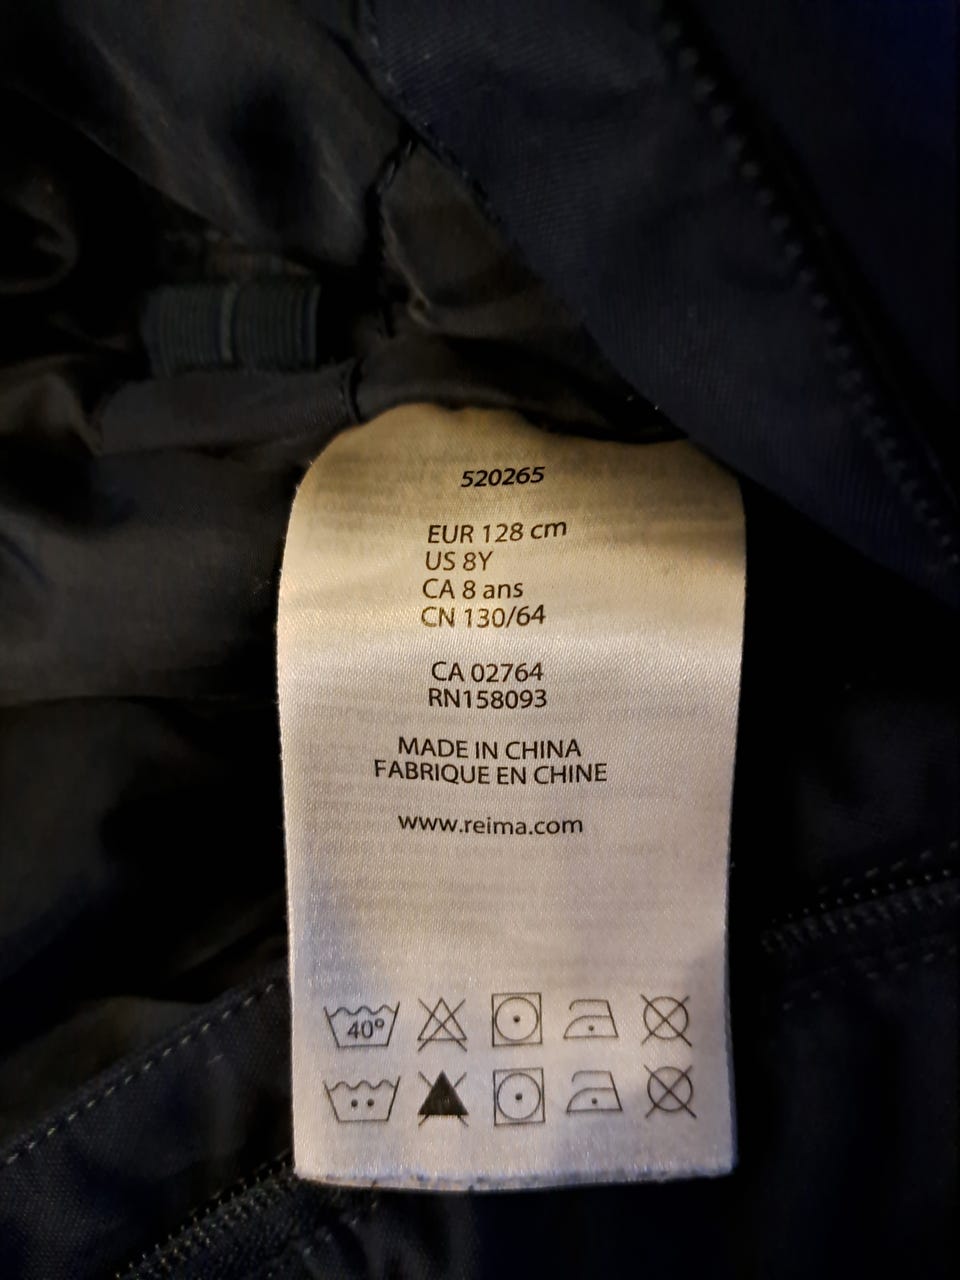 520265
EUR 128 cm
US 8Y
CA 8 ans
CN 130/64
CA 02764
RN158093
MADE IN CHINA
FABRIQUE EN CHINE
www.reima.com
40°